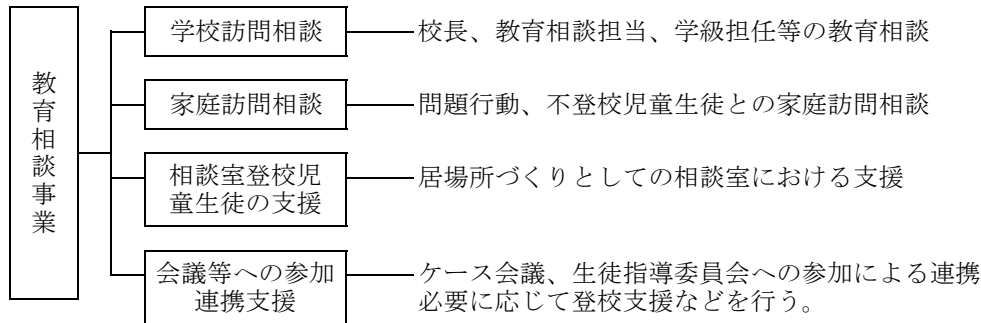 教育相談事業
学校訪問相談
校長、教育相談担当、学級担任等の教育相談
家庭訪問相談
問題行動、不登校児童生徒との家庭訪問相談
相談室登校児
童生徒の支援
居場所づくりとしての相談室における支援
会議等への参加
連携支援
ケース会議、生徒指導委員会への参加による連携
必要に応じて登校支援などを行う。